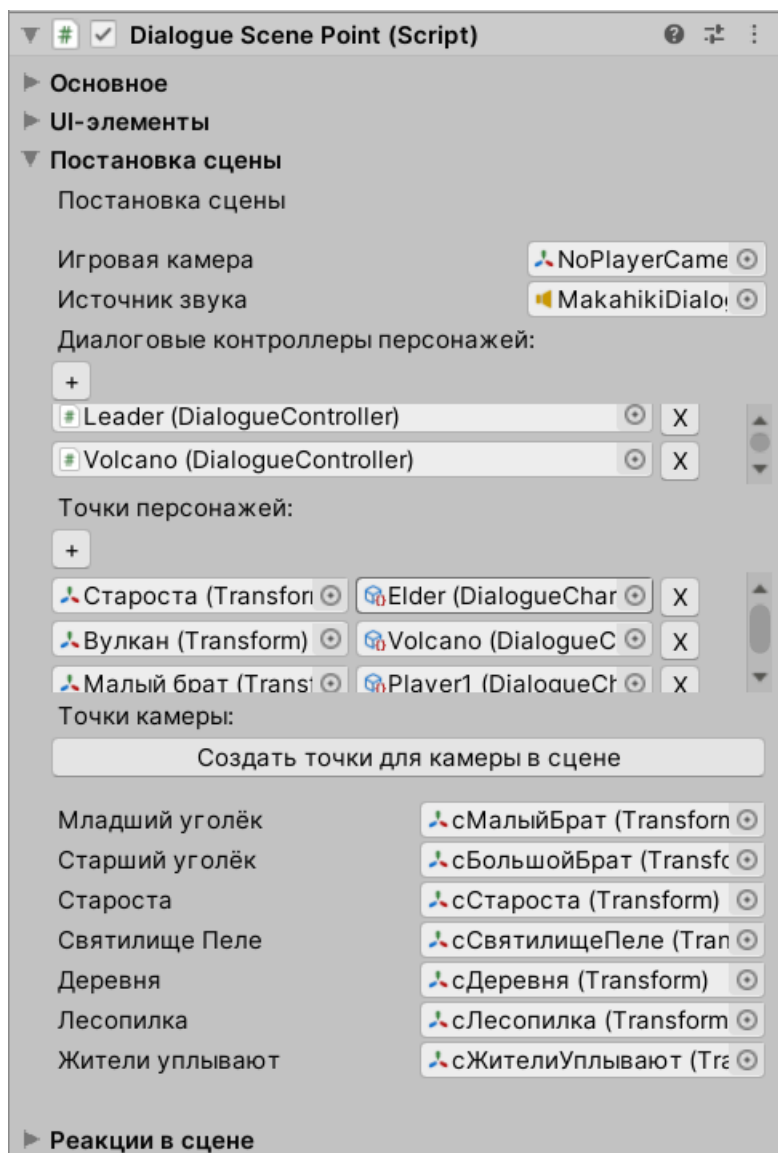 Dialogue Scene Point (Script)
Основное
UI-элементы
Постановка сцены
Постановка сцены
Игровая камера NoPlayerCame
Источник звука MakahikiDialo
Диалоговые контроллеры персонажей:
+
Leader (DialogueController) X
Volcano (DialogueController) X
Точки персонажей:
+
Староста (Transfor Elder (DialogueChar X
Вулкан (Transform) Volcano (DialogueC X
Малый брат (Transf Player1 (DialogueCh X
Точки камеры:
Создать точки для камеры в сцене
Младший уголёк сМалыйБрат (Transform
Старший уголёк сБольшойБрат (Transfo
Староста сСтароста (Transform)
Святилище Пеле сСвятилищеПеле (Tran
Деревня сДеревня (Transform)
Лесопилка сЛесопилка (Transform
Жители уплывают сЖителиУплывают (Tra
Реакции в сцене